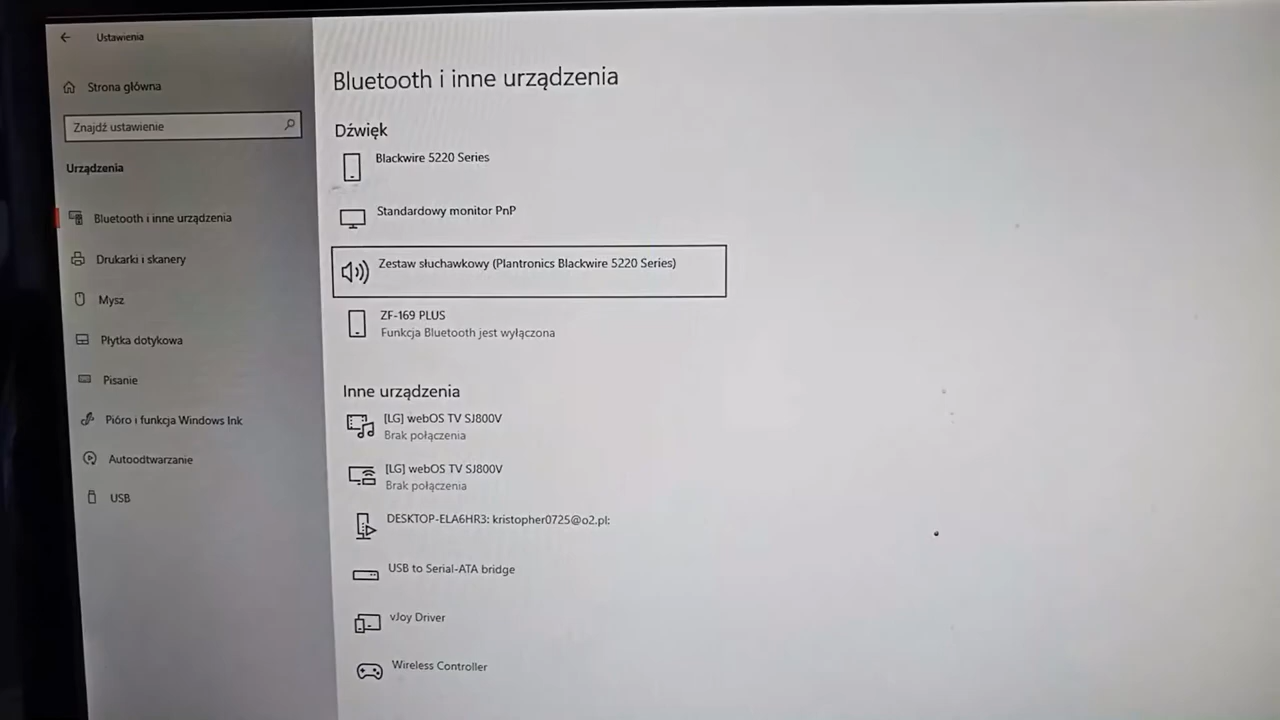 Ustawienia
Strona główna
Znajdź ustawienie
Urządzenia
Bluetooth i inne urządzenia
Drukarki i skanery
Mysz
Płytka dotykowa
Pisanie
Pióro i funkcja Windows Ink
Autoodtwarzanie
USB
Bluetooth i inne urządzenia
Dźwięk
Blackwire 5220 Series
Standardowy monitor PnP
Zestaw słuchawkowy (Plantronics Blackwire 5220 Series)
ZF-169 PLUS
Funkcja Bluetooth jest wyłączona
Inne urządzenia
[LG] webOS TV SJ800V
Brak połączenia
[LG] webOS TV SJ800V
Brak połączenia
DESKTOP-ELA6HR3: kristopher0725@o2.pl:
USB to Serial-ATA bridge
vJoy Driver
Wireless Controller